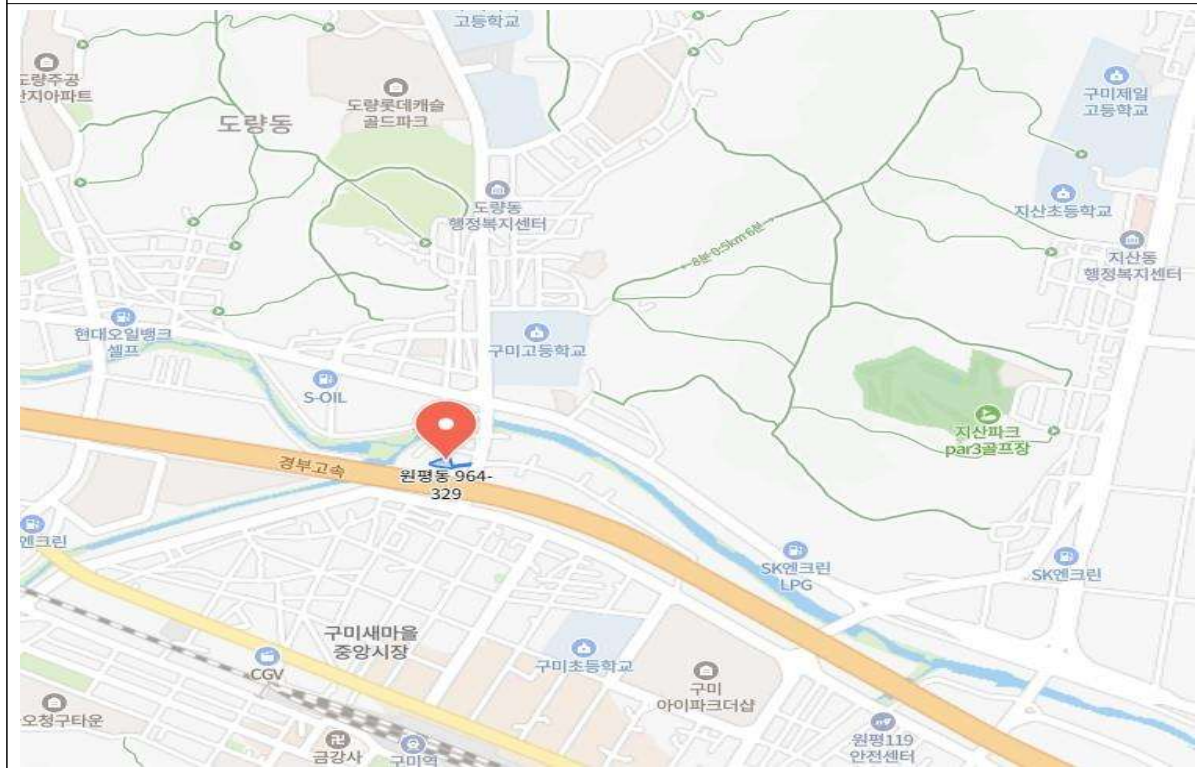 고등학교
도량주공
단지아파트
도량롯데캐슬
골드파크
도량동
구미제일
고등학교
도량동
행정복지센터
지산초등학교
지산동
행정복지센터
← 8분 0.5km 6분 →
현대오일뱅크
셀프
구미고등학교
S-OIL
지산파크
par3골프장
경부고속
원평동 964-
329
엔크린
SK엔크린
LPG
SK엔크린
구미새마을
중앙시장
CGV
구미초등학교
구미
아이파크더샵
오청구타운
금강사
구미역
원평119
안전센터